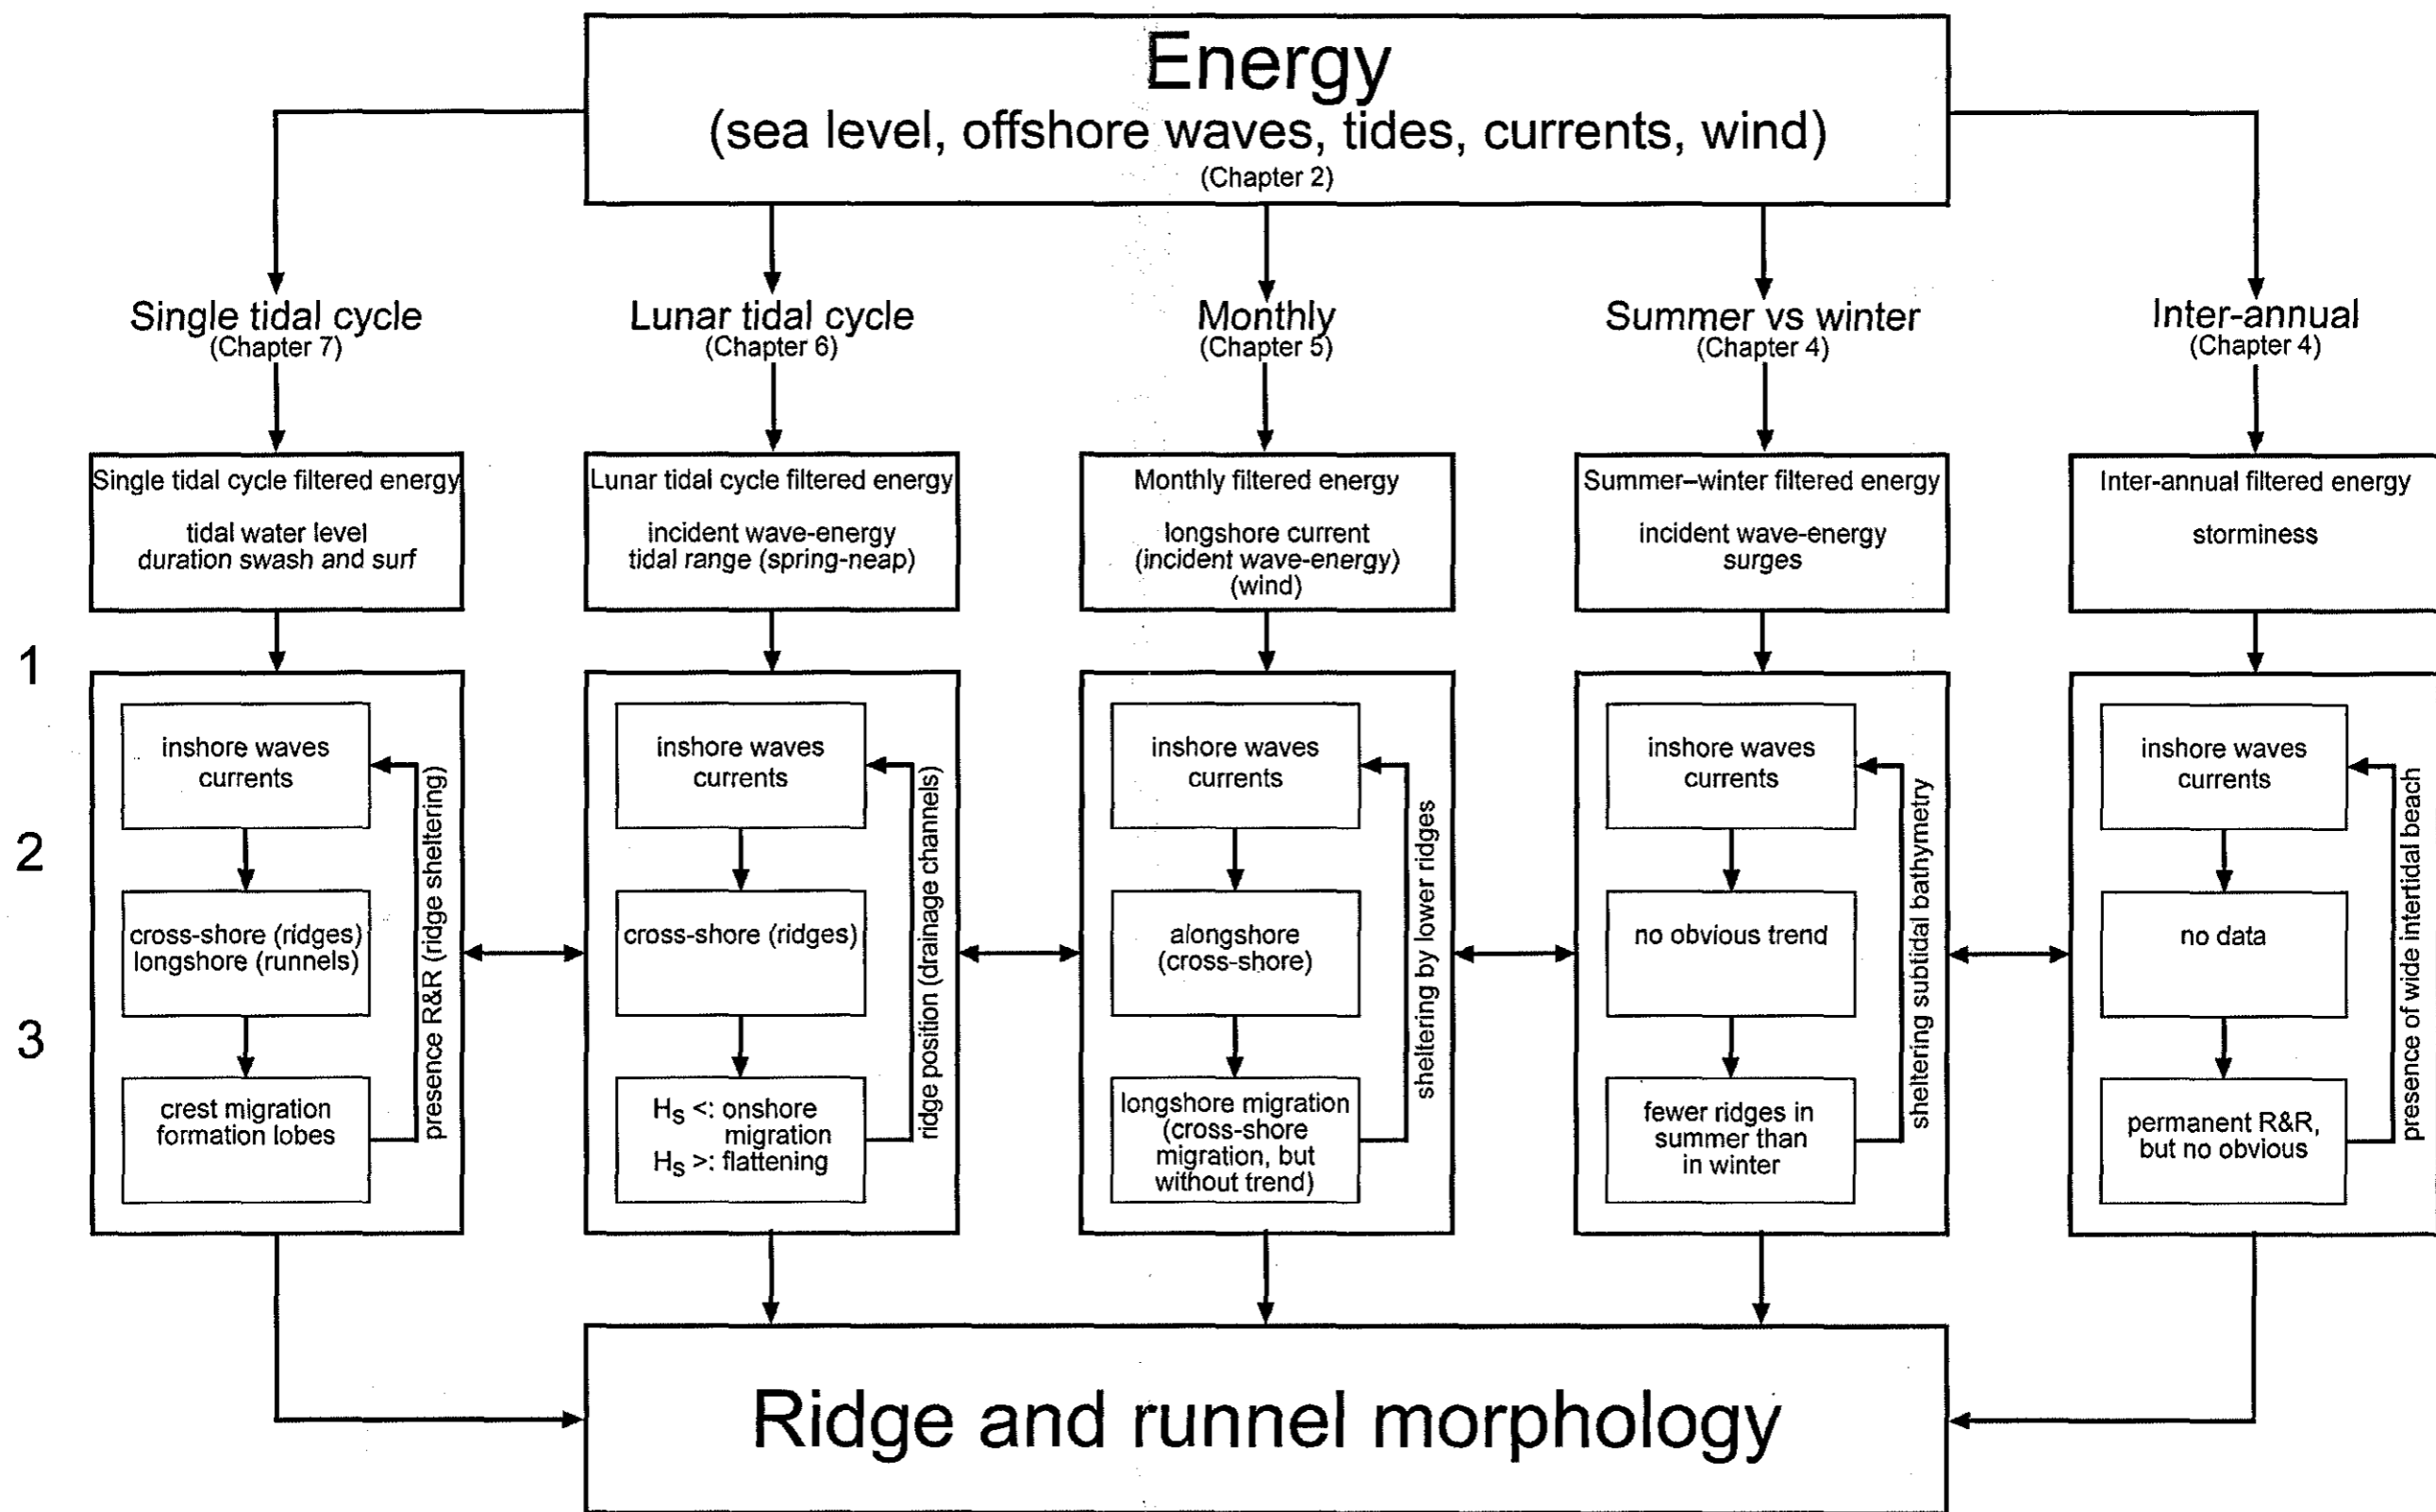 Energy
(sea level, offshore waves, tides, currents, wind)
(Chapter 2)
Single tidal cycle
(Chapter 7)
Lunar tidal cycle
(Chapter 6)
Monthly
(Chapter 5)
Summer vs winter
(Chapter 4)
Inter-annual
(Chapter 4)
Single tidal cycle filtered energy
tidal water level
duration swash and surf
Lunar tidal cycle filtered energy
incident wave-energy
tidal range (spring-neap)
Monthly filtered energy
longshore current
(incident wave-energy)
(wind)
Summer–winter filtered energy
incident wave-energy
surges
Inter-annual filtered energy
storminess
1
2
3
inshore waves
currents
cross-shore (ridges)
longshore (runnels)
crest migration
formation lobes
presence R&R (ridge sheltering)
inshore waves
currents
cross-shore (ridges)
Hs <: onshore
migration
Hs >: flattening
ridge position (drainage channels)
inshore waves
currents
alongshore
(cross-shore)
longshore migration
(cross-shore
migration, but
without trend)
sheltering by lower ridges
inshore waves
currents
no obvious trend
fewer ridges in
summer than
in winter
sheltering subtidal bathymetry
inshore waves
currents
no data
permanent R&R,
but no obvious
presence of wide intertidal beach
Ridge and runnel morphology